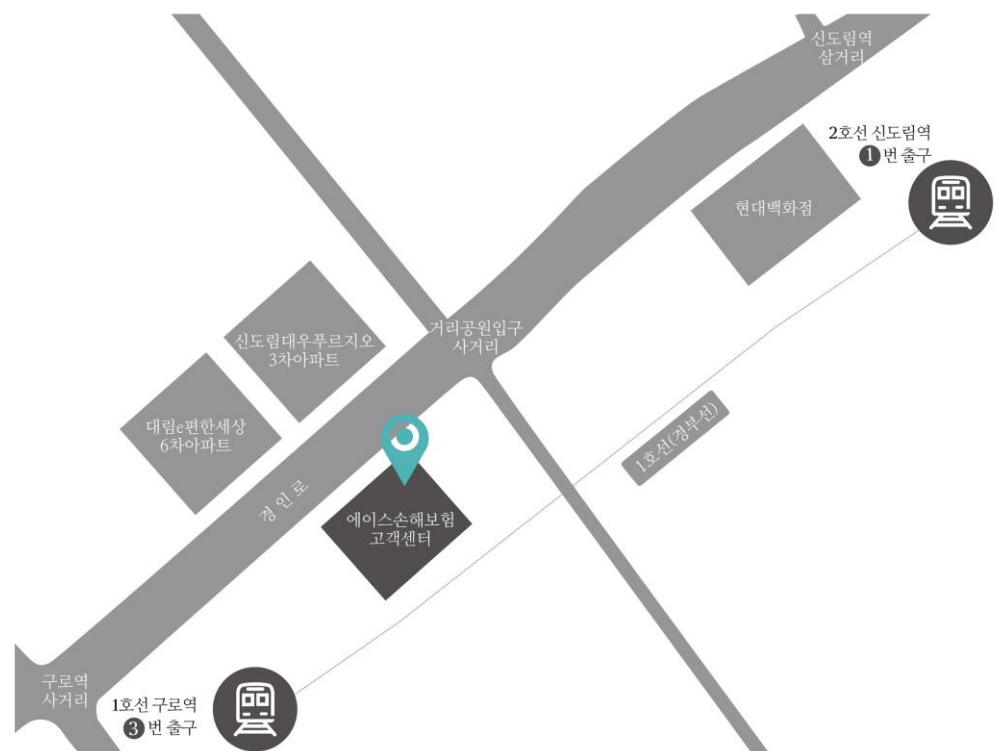 신도림역
삼거리
2호선 신도림역
1 번 출구
현대백화점
거리공원입구
사거리
신도림대우푸르지오
3차아파트
대림e편한세상
6차아파트
1호선(경부선)
경인로
에이스손해보험
고객센터
구로역
사거리
1호선 구로역
3 번 출구